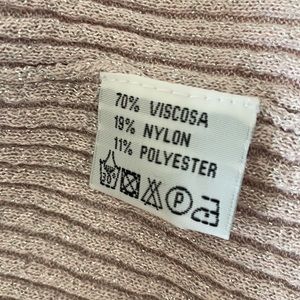 70% VISCOSA
19% NYLON
11% POLYESTER
P